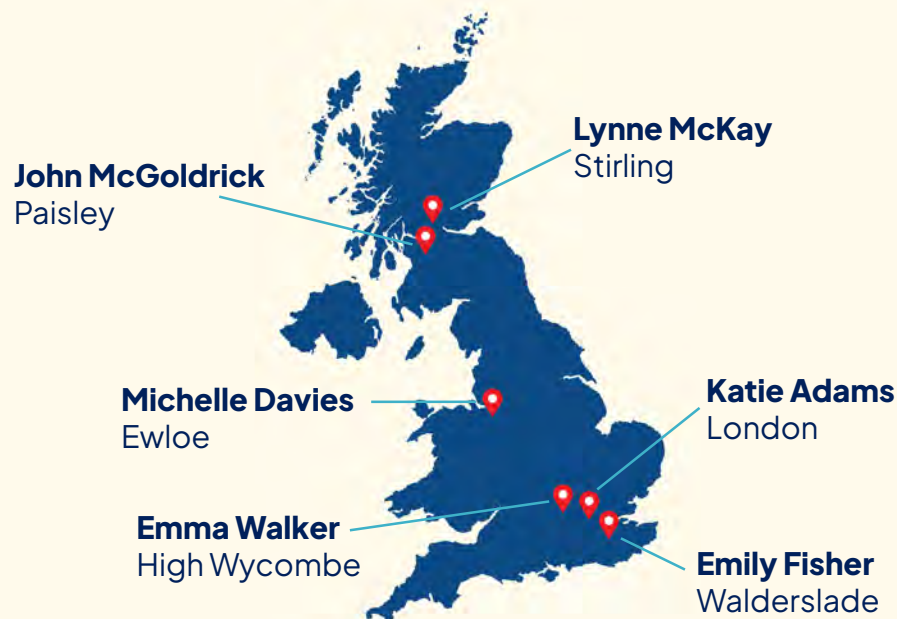 Lynne McKay
Stirling
John McGoldrick
Paisley
Michelle Davies
Ewloe
Katie Adams
London
Emma Walker
High Wycombe
Emily Fisher
Walderslade